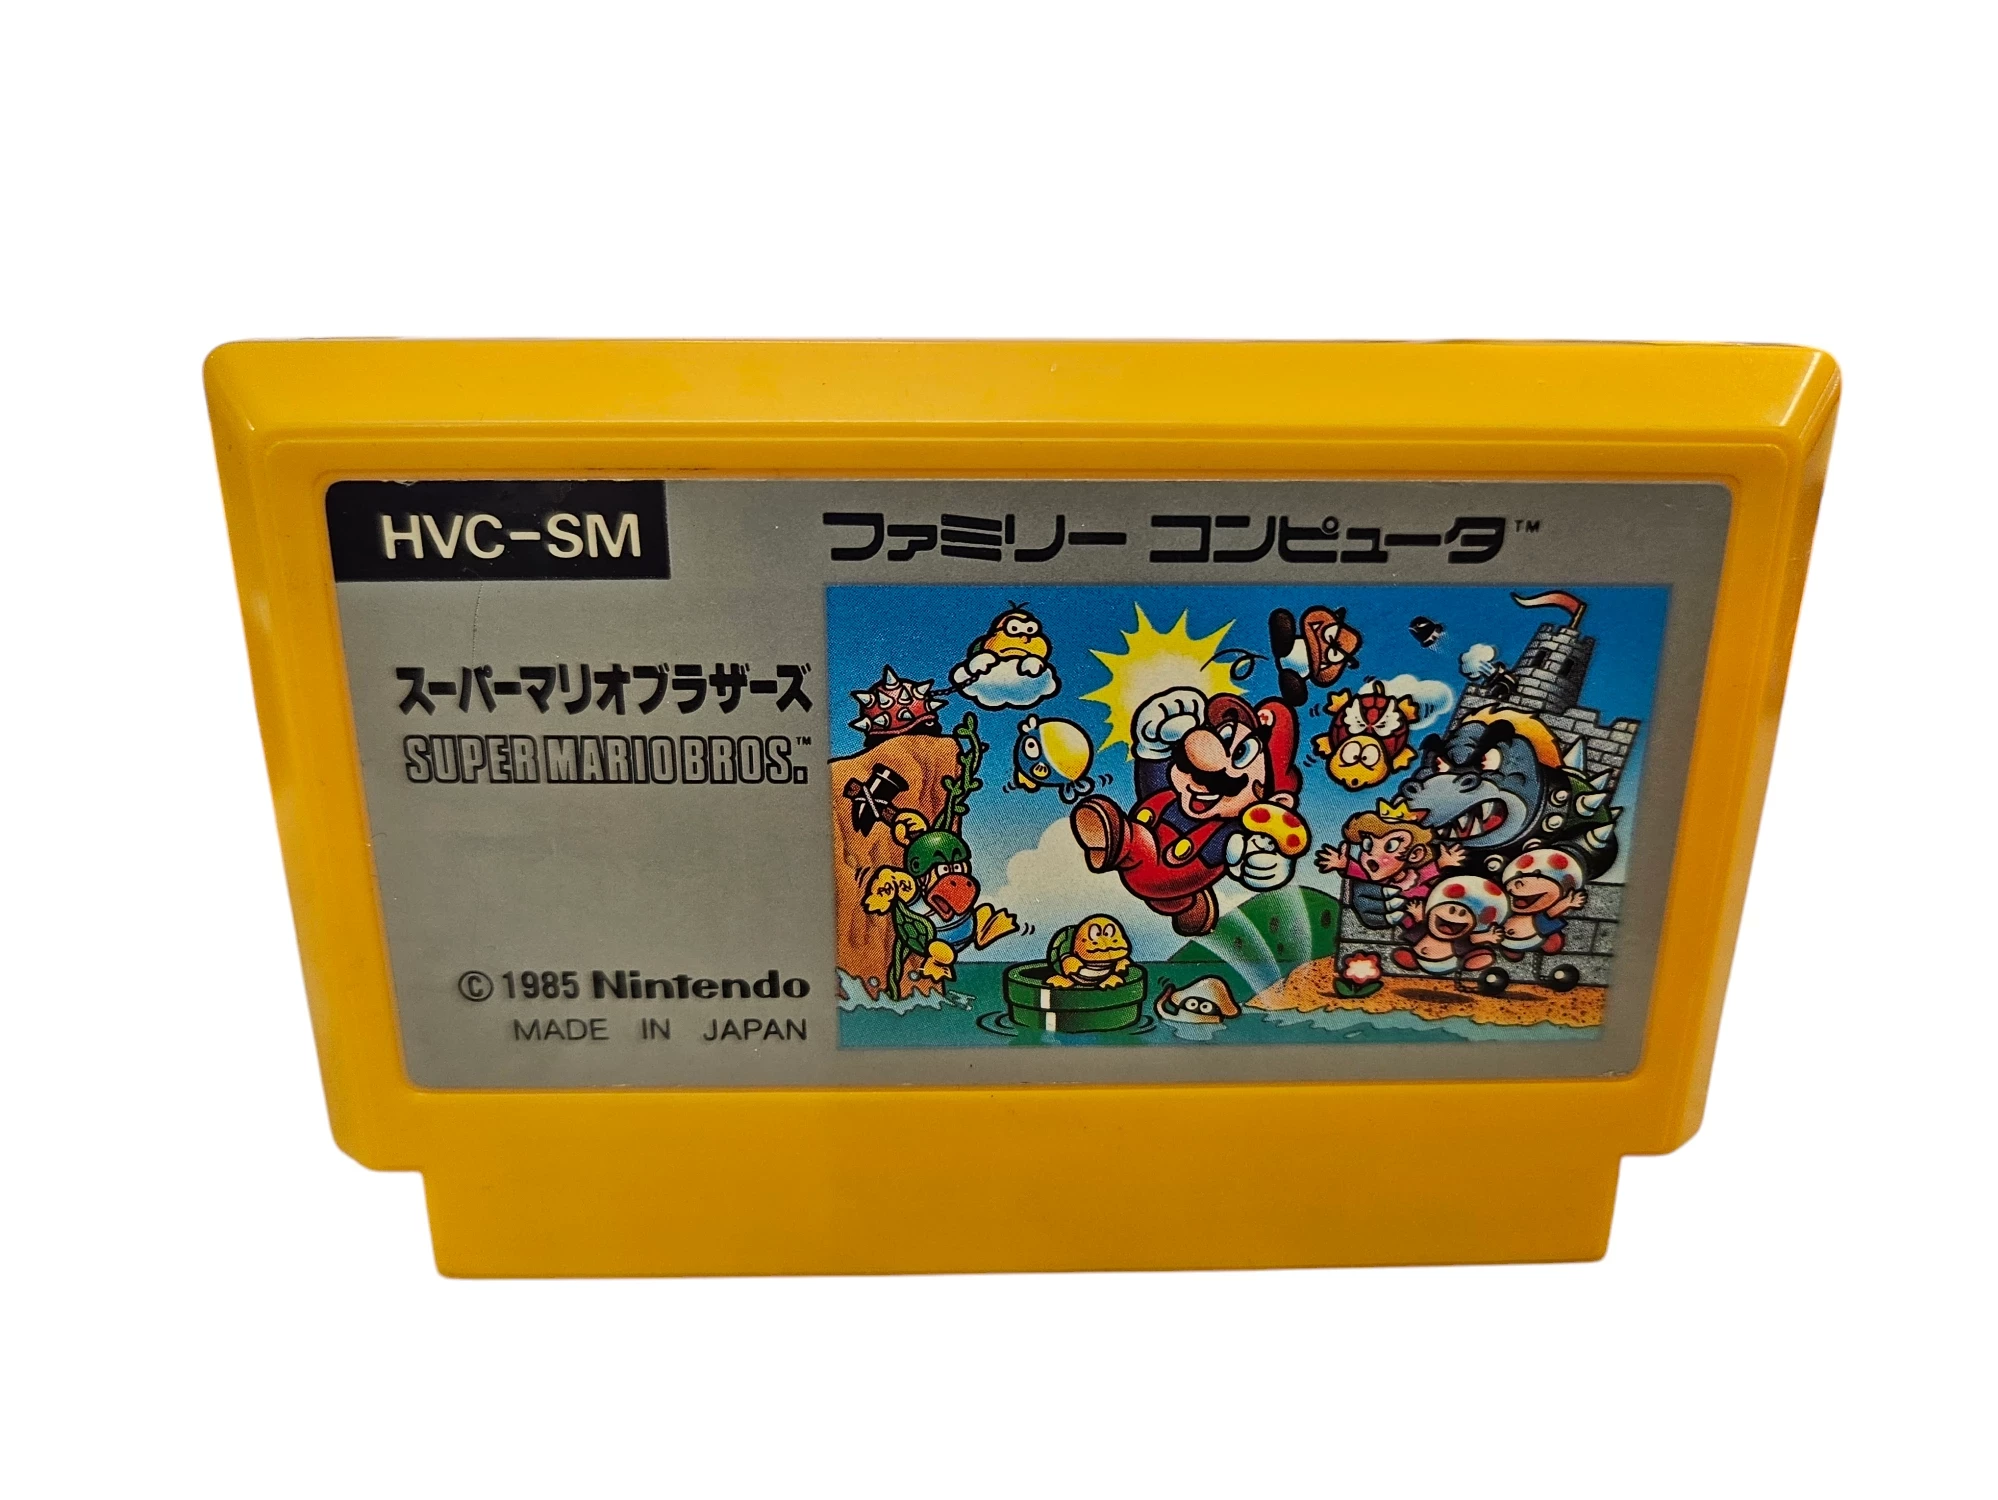 HVC-SM
ファミリー コンピュータ™
スーパーマリオブラザーズ
SUPER MARIO BROS.™
© 1985 Nintendo
MADE IN JAPAN